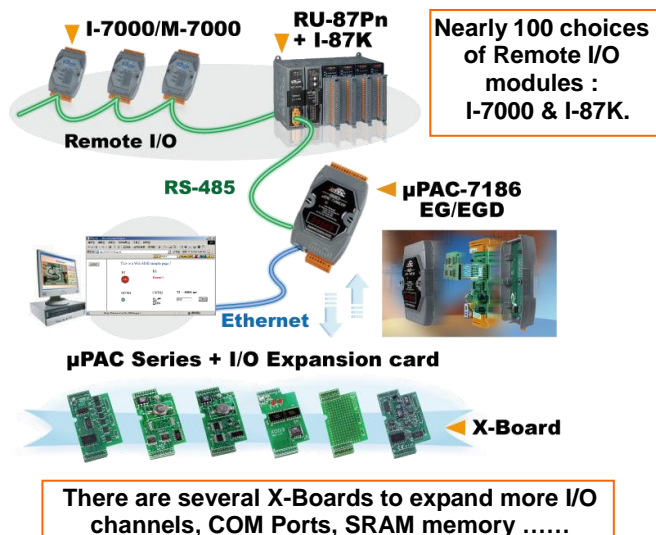 I-7000/M-7000
RU-87Pn
+ I-87K
Nearly 100 choices
of Remote I/O
modules :
I-7000 & I-87K.
Remote I/O
RS-485
µPAC-7186
EG/EGD
Ethernet
µPAC Series + I/O Expansion card
X-Board
There are several X-Boards to expand more I/O
channels, COM Ports, SRAM memory ……